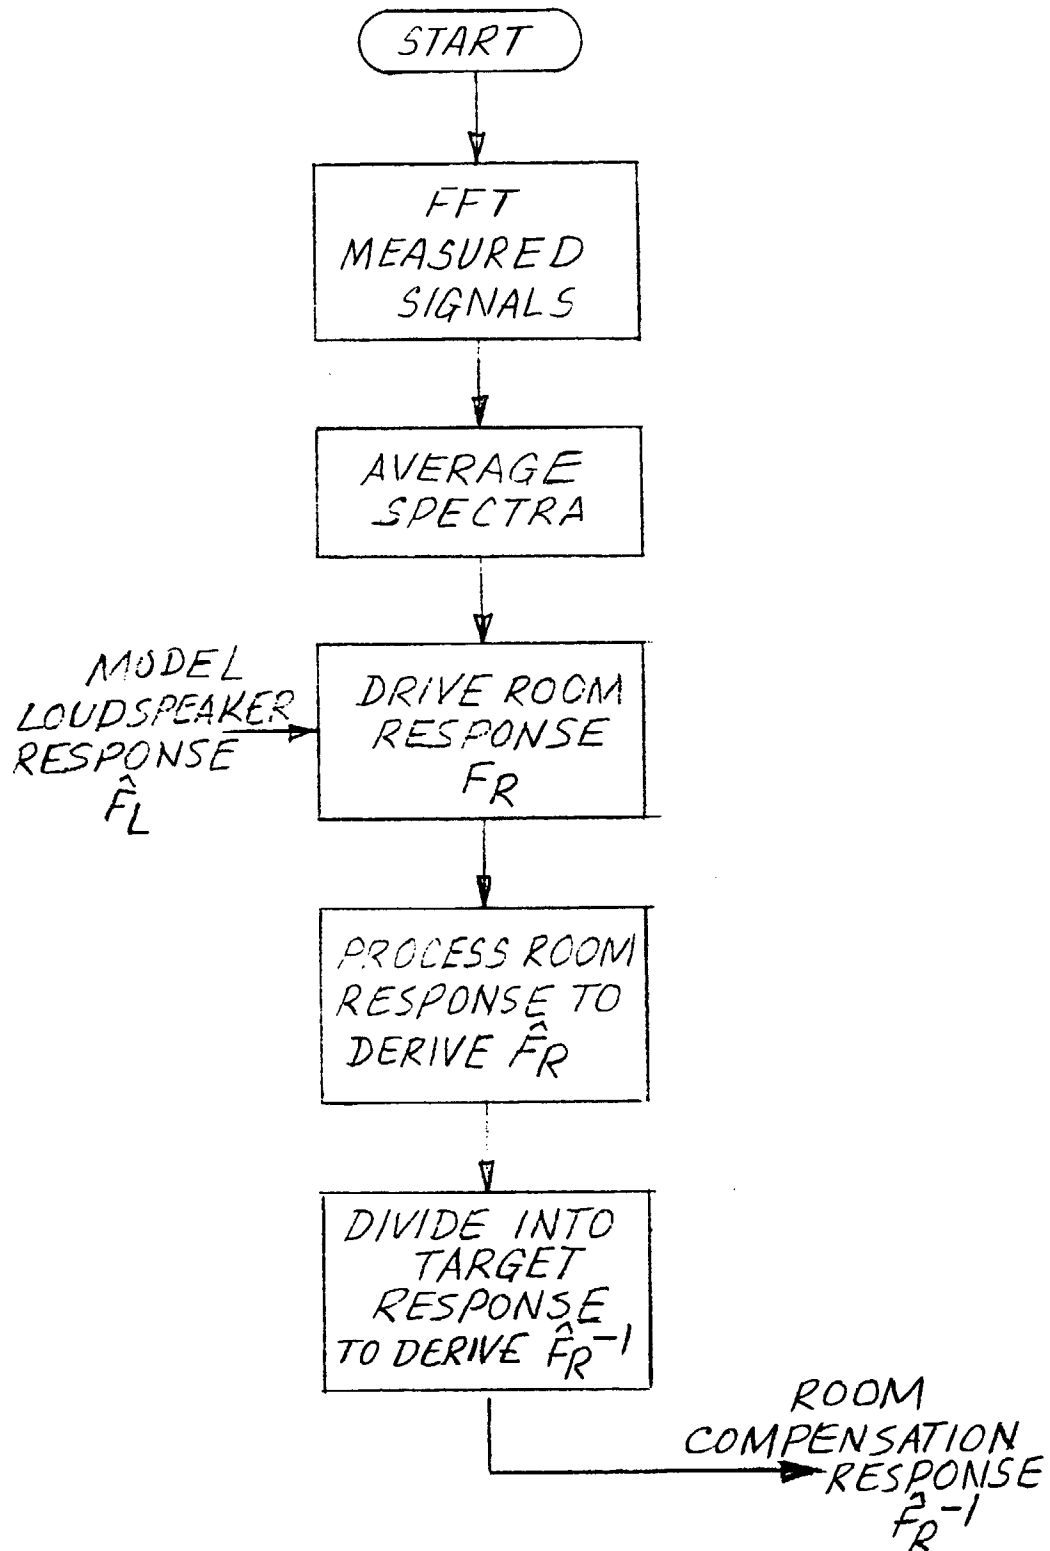 START
FFT
MEASURED
SIGNALS
AVERAGE
SPECTRA
MODEL
LOUDSPEAKER
RESPONSE
F̂L
DRIVE ROOM
RESPONSE
FR
PROCESS ROOM
RESPONSE TO
DERIVE F̂R
DIVIDE INTO
TARGET
RESPONSE
TO DERIVE F̂R⁻¹
ROOM
COMPENSATION
RESPONSE
F̂R⁻¹